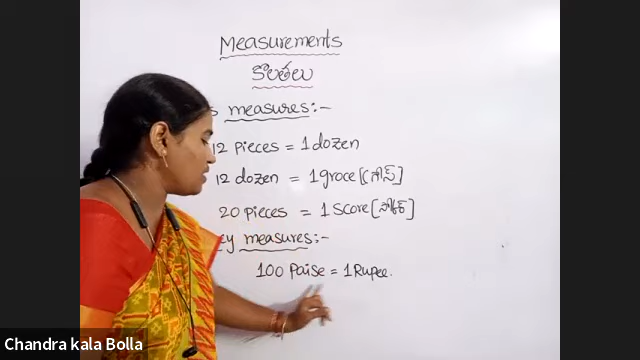 Measurements
కొలతలు
measures:-
12 pieces = 1 dozen
12 dozen = 1 groce [గ్రోస్]
20 pieces = 1 Score [స్కోర్]
measures:-
100 Paise = 1 Rupee.
Chandra kala Bolla